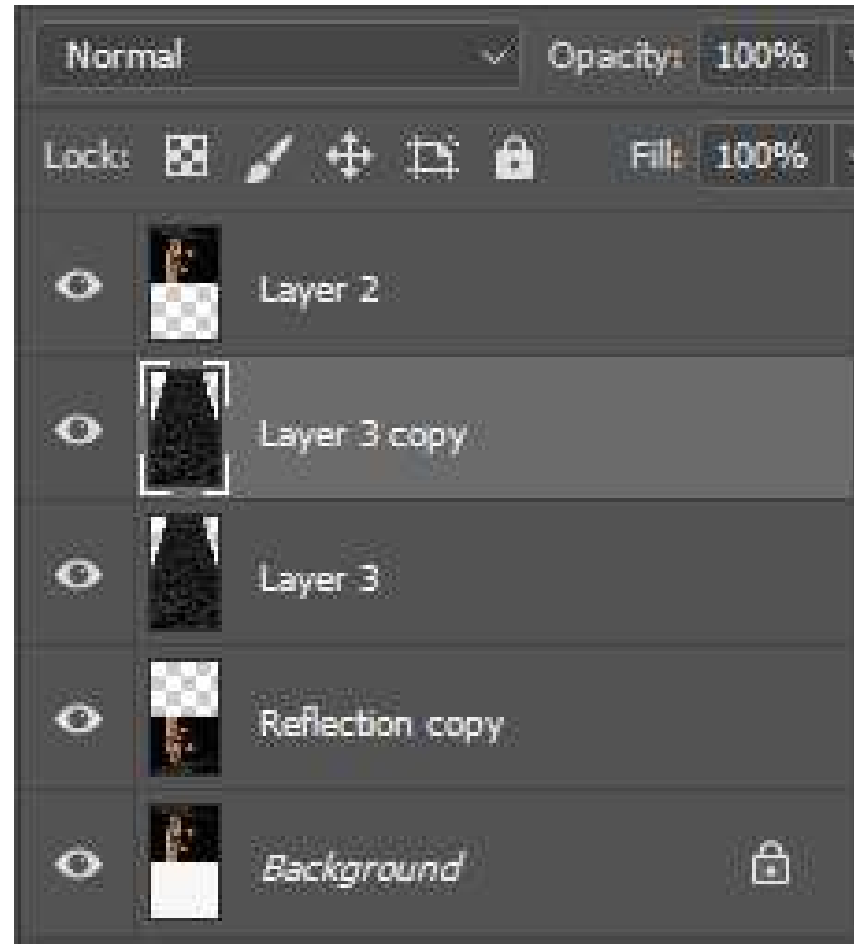 Normal Opacity: 100%
Lock: Fill: 100%
Layer 2
Layer 3 copy
Layer 3
Reflection copy
Background